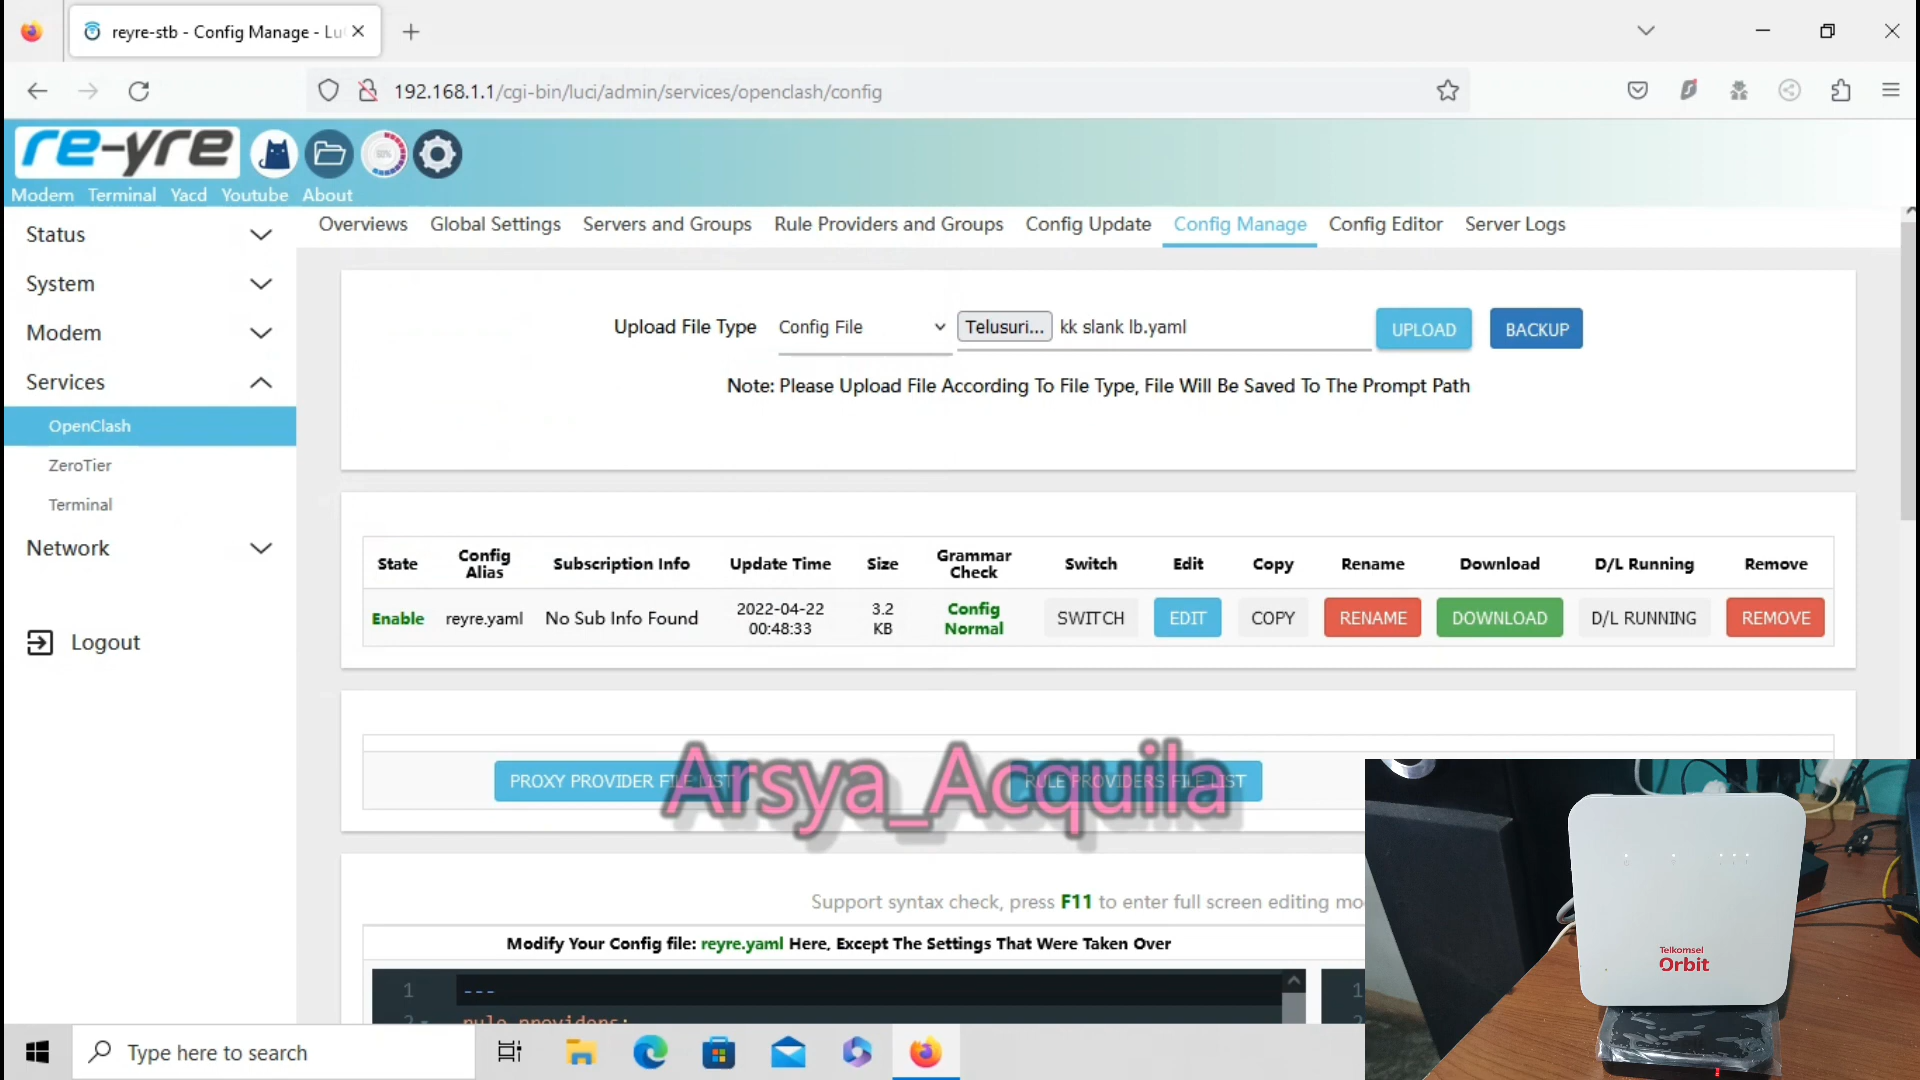 reyre-stb - Config Manage - Lu
192.168.1.1/cgi-bin/luci/admin/services/openclash/config
re-yre
Modem Terminal Yacd Youtube About
Status
System
Modem
Services
OpenClash
ZeroTier
Terminal
Network
Logout
Overviews Global Settings Servers and Groups Rule Providers and Groups Config Update Config Manage Config Editor Server Logs
Upload File Type Config File Telusuri... kk slank lb.yaml UPLOAD BACKUP
Note: Please Upload File According To File Type, File Will Be Saved To The Prompt Path
State Config Alias Subscription Info Update Time Size Grammar Check Switch Edit Copy Rename Download D/L Running Remove
Enable reyre.yaml No Sub Info Found 2022-04-22 00:48:33 3.2 KB Config Normal SWITCH EDIT COPY RENAME DOWNLOAD D/L RUNNING REMOVE
PROXY PROVIDER FILE LIST RULE PROVIDERS FILE LIST
Arsya_Acquila
Support syntax check, press F11 to enter full screen editing mo
Modify Your Config file: reyre.yaml Here, Except The Settings That Were Taken Over
1 ---
2 rule-providers:
Telkomsel
Orbit
Type here to search